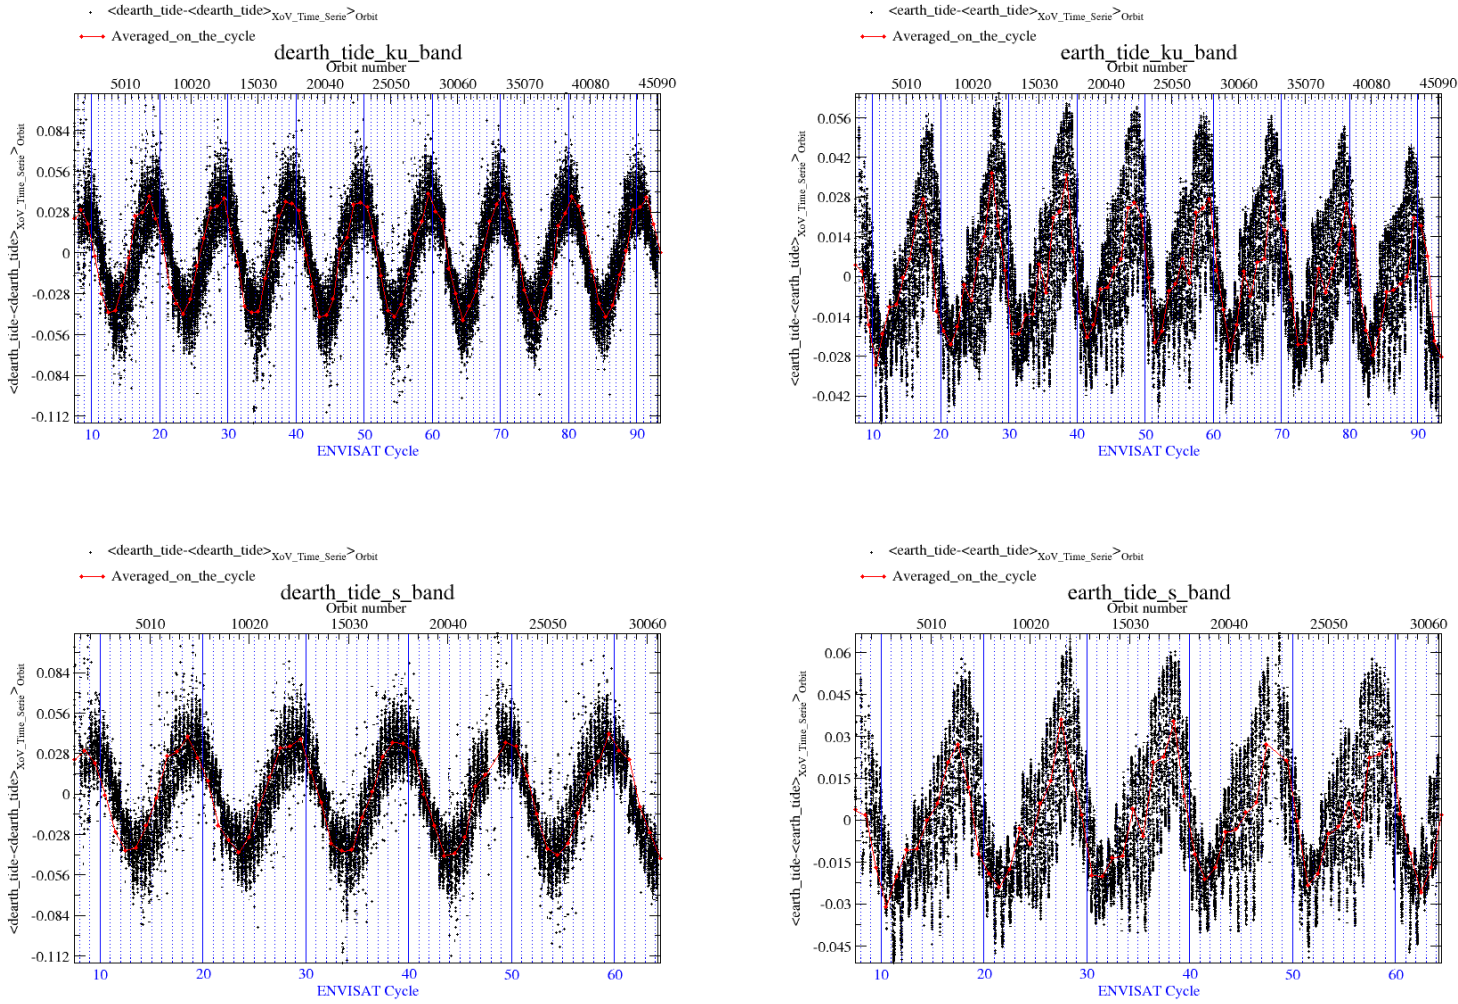 <dearth_tide-<dearth_tide>XoV_Time_Serie>Orbit
Averaged_on_the_cycle
dearth_tide_ku_band
Orbit number
5010 10020 15030 20040 25050 30060 35070 40080 45090
<dearth_tide-<dearth_tide>XoV_Time_Serie>Orbit
0.084
0.056
0.028
0
-0.028
-0.056
-0.084
-0.112
10 20 30 40 50 60 70 80 90
ENVISAT Cycle
<earth_tide-<earth_tide>XoV_Time_Serie>Orbit
Averaged_on_the_cycle
earth_tide_ku_band
Orbit number
5010 10020 15030 20040 25050 30060 35070 40080 45090
<earth_tide-<earth_tide>XoV_Time_Serie>Orbit
0.056
0.042
0.028
0.014
0
-0.014
-0.028
-0.042
10 20 30 40 50 60 70 80 90
ENVISAT Cycle
<dearth_tide-<dearth_tide>XoV_Time_Serie>Orbit
Averaged_on_the_cycle
dearth_tide_s_band
Orbit number
5010 10020 15030 20040 25050 30060
<dearth_tide-<dearth_tide>XoV_Time_Serie>Orbit
0.084
0.056
0.028
0
-0.028
-0.056
-0.084
-0.112
10 20 30 40 50 60
ENVISAT Cycle
<earth_tide-<earth_tide>XoV_Time_Serie>Orbit
Averaged_on_the_cycle
earth_tide_s_band
Orbit number
5010 10020 15030 20040 25050 30060
<earth_tide-<earth_tide>XoV_Time_Serie>Orbit
0.06
0.045
0.03
0.015
0
-0.015
-0.03
-0.045
10 20 30 40 50 60
ENVISAT Cycle